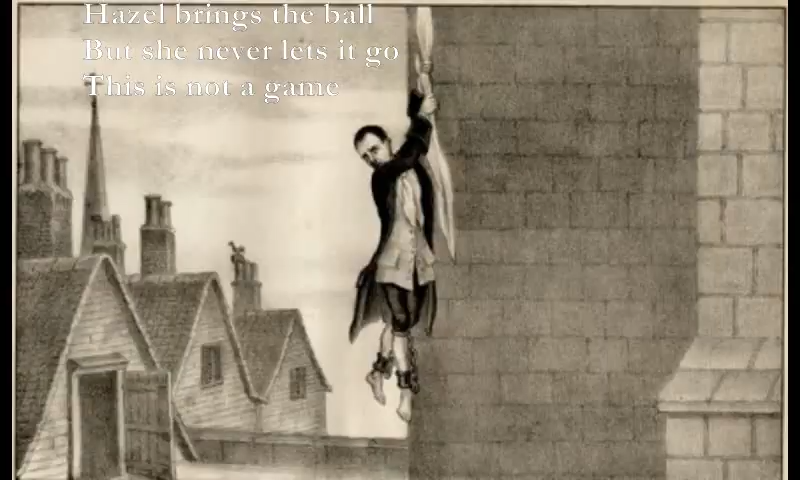 Hazel brings the ball
But she never lets it go
This is not a game